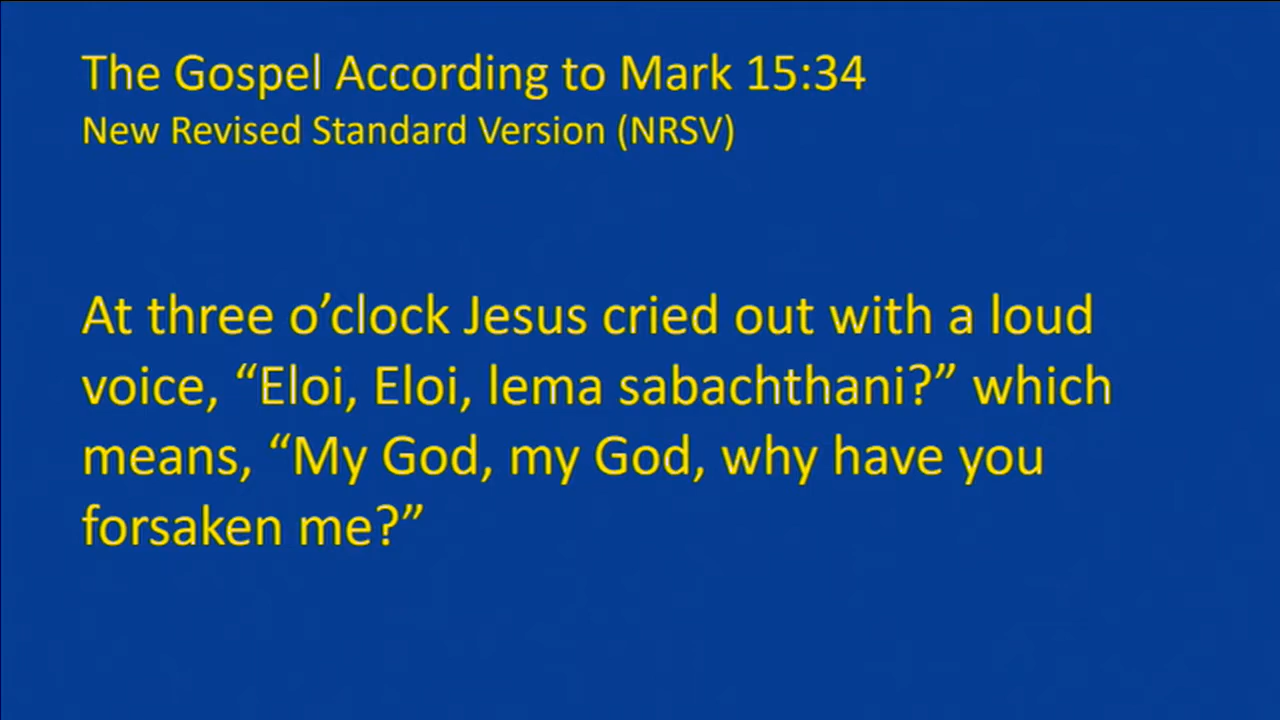 The Gospel According to Mark 15:34
New Revised Standard Version (NRSV)
At three o’clock Jesus cried out with a loud
voice, “Eloi, Eloi, lema sabachthani?” which
means, “My God, my God, why have you
forsaken me?”